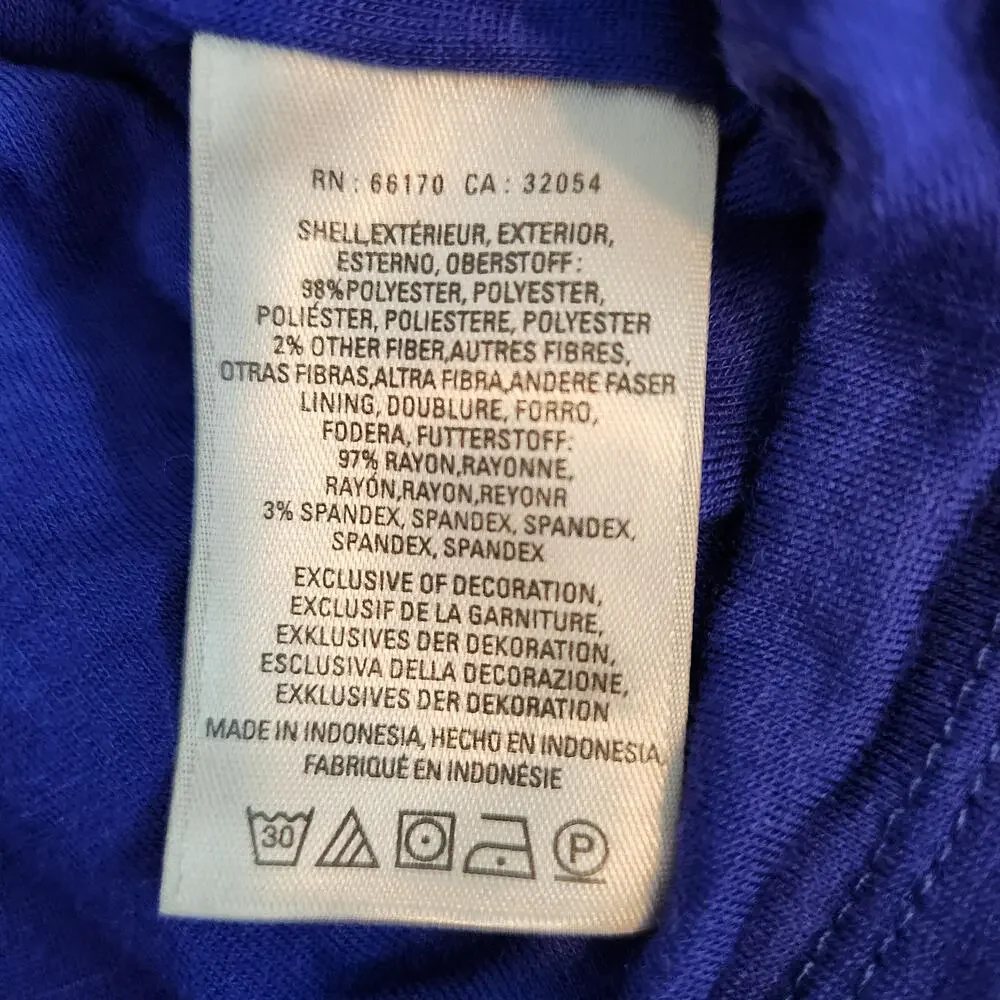 RN : 66170 CA : 32054
SHELL,EXTÉRIEUR, EXTERIOR,
ESTERNO, OBERSTOFF :
98%POLYESTER, POLYESTER,
POLIÉSTER, POLIESTERE, POLYESTER
2% OTHER FIBER,AUTRES FIBRES,
OTRAS FIBRAS,ALTRA FIBRA,ANDERE FASER
LINING, DOUBLURE, FORRO,
FODERA, FUTTERSTOFF:
97% RAYON,RAYONNE,
RAYÓN,RAYON,REYONR
3% SPANDEX, SPANDEX, SPANDEX,
SPANDEX, SPANDEX
EXCLUSIVE OF DECORATION,
EXCLUSIF DE LA GARNITURE,
EXKLUSIVES DER DEKORATION,
ESCLUSIVA DELLA DECORAZIONE,
EXKLUSIVES DER DEKORATION
MADE IN INDONESIA, HECHO EN INDONESIA,
FABRIQUÉ EN INDONÉSIE
30 P